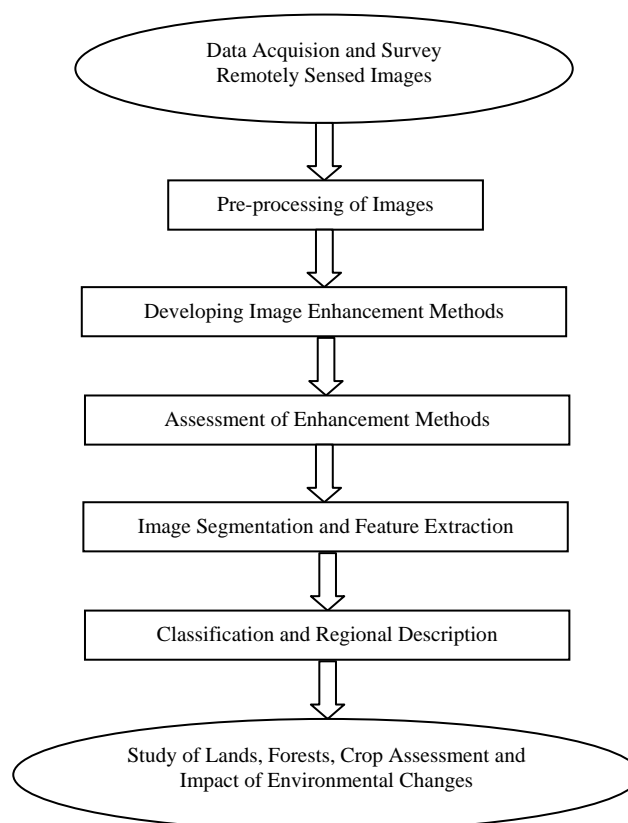 Data Acquision and Survey
Remotely Sensed Images
Pre-processing of Images
Developing Image Enhancement Methods
Assessment of Enhancement Methods
Image Segmentation and Feature Extraction
Classification and Regional Description
Study of Lands, Forests, Crop Assessment and
Impact of Environmental Changes